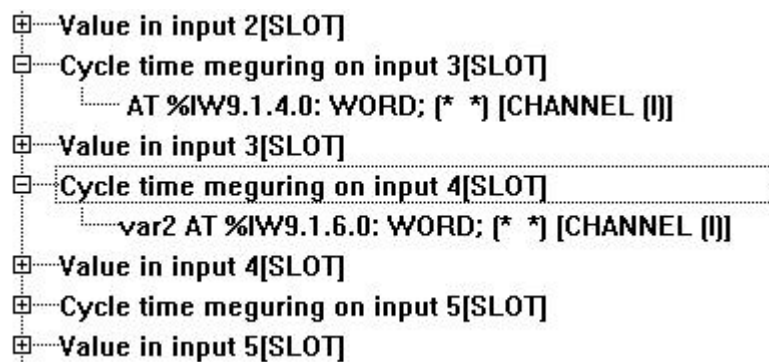 Value in input 2[SLOT]
Cycle time meguring on input 3[SLOT]
AT %IW9.1.4.0: WORD; (* *) [CHANNEL (I)]
Value in input 3[SLOT]
Cycle time meguring on input 4[SLOT]
var2 AT %IW9.1.6.0: WORD; (* *) [CHANNEL (I)]
Value in input 4[SLOT]
Cycle time meguring on input 5[SLOT]
Value in input 5[SLOT]